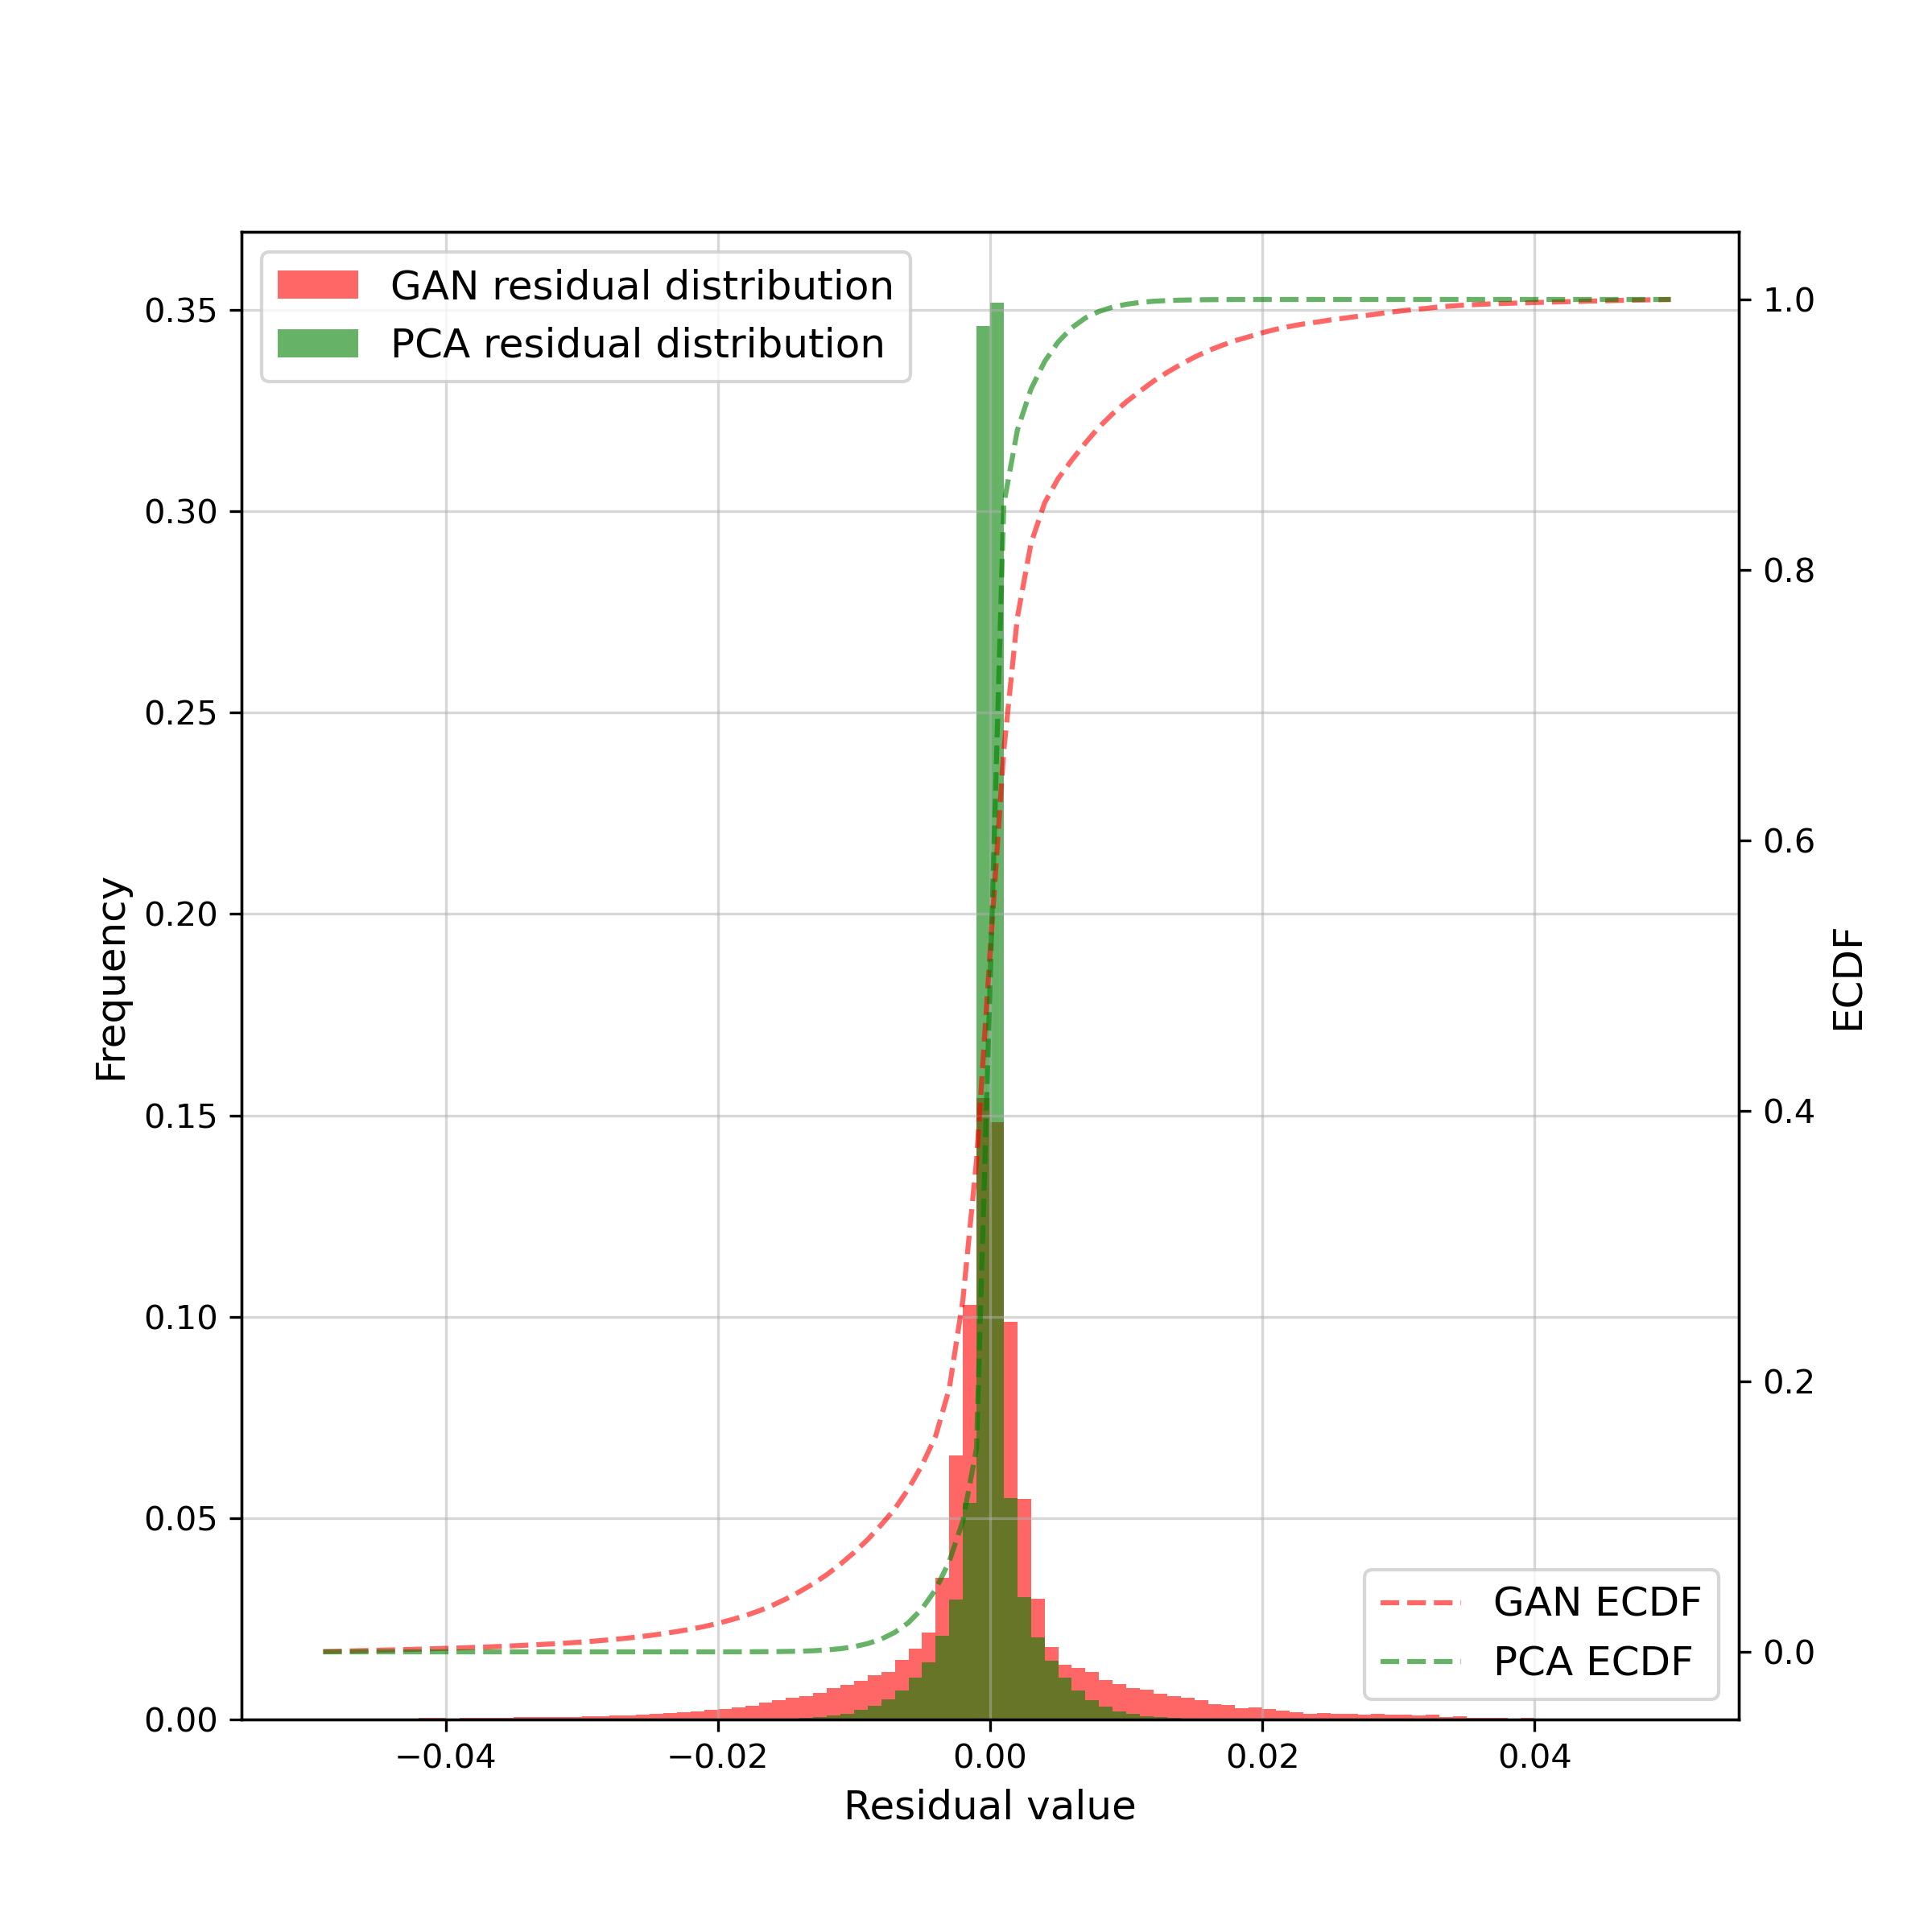 GAN residual distribution
PCA residual distribution
0.35
0.30
0.25
0.20
0.15
0.10
0.05
0.00
Frequency
1.0
0.8
0.6
0.4
0.2
0.0
ECDF
GAN ECDF
PCA ECDF
−0.04 −0.02 0.00 0.02 0.04
Residual value